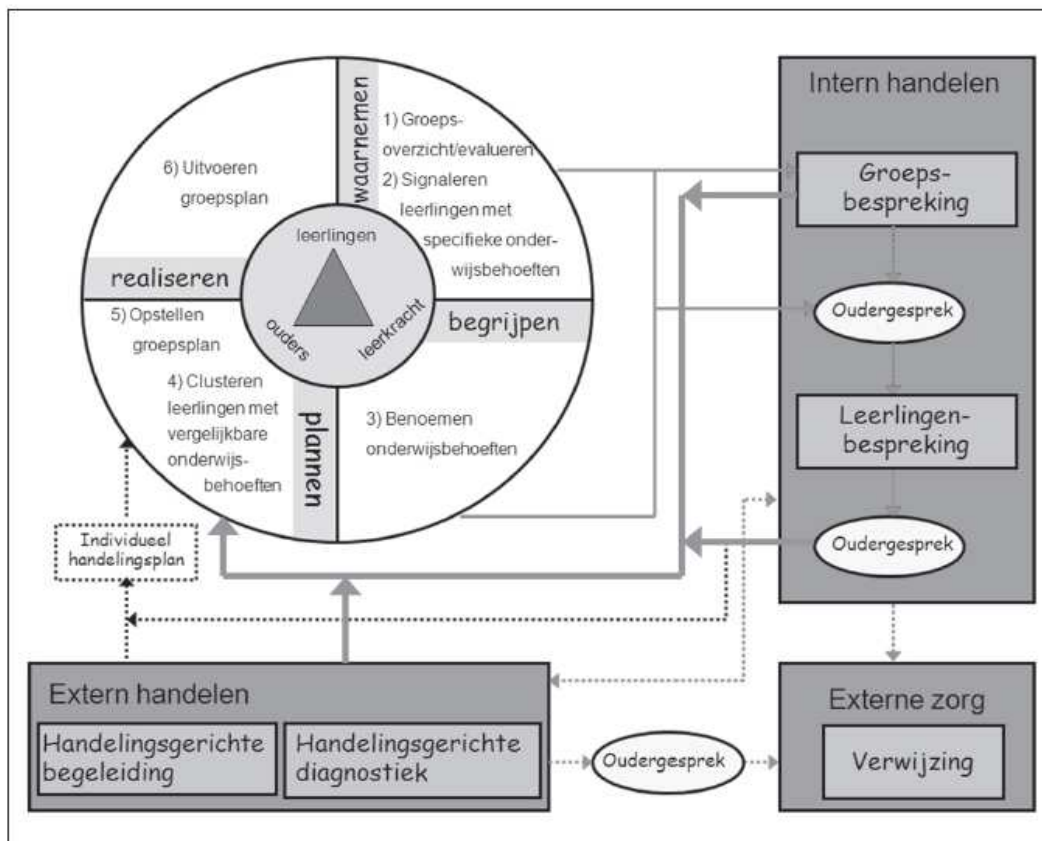 waarnemen
1) Groeps-
overzicht/evalueren
2) Signaleren
leerlingen met
specifieke onder-
wijsbehoeften
begrijpen
3) Benoemen
onderwijsbehoeften
plannen
4) Clusteren
leerlingen met
vergelijkbare
onderwijs-
behoeften
5) Opstellen
groepsplan
realiseren
6) Uitvoeren
groepsplan
leerlingen
ouders
leerkracht
Intern handelen
Groeps-
bespreking
Oudergesprek
Leerlingen-
bespreking
Oudergesprek
Individueel
handelingsplan
Extern handelen
Handelingsgerichte
begeleiding
Handelingsgerichte
diagnostiek
Oudergesprek
Externe zorg
Verwijzing